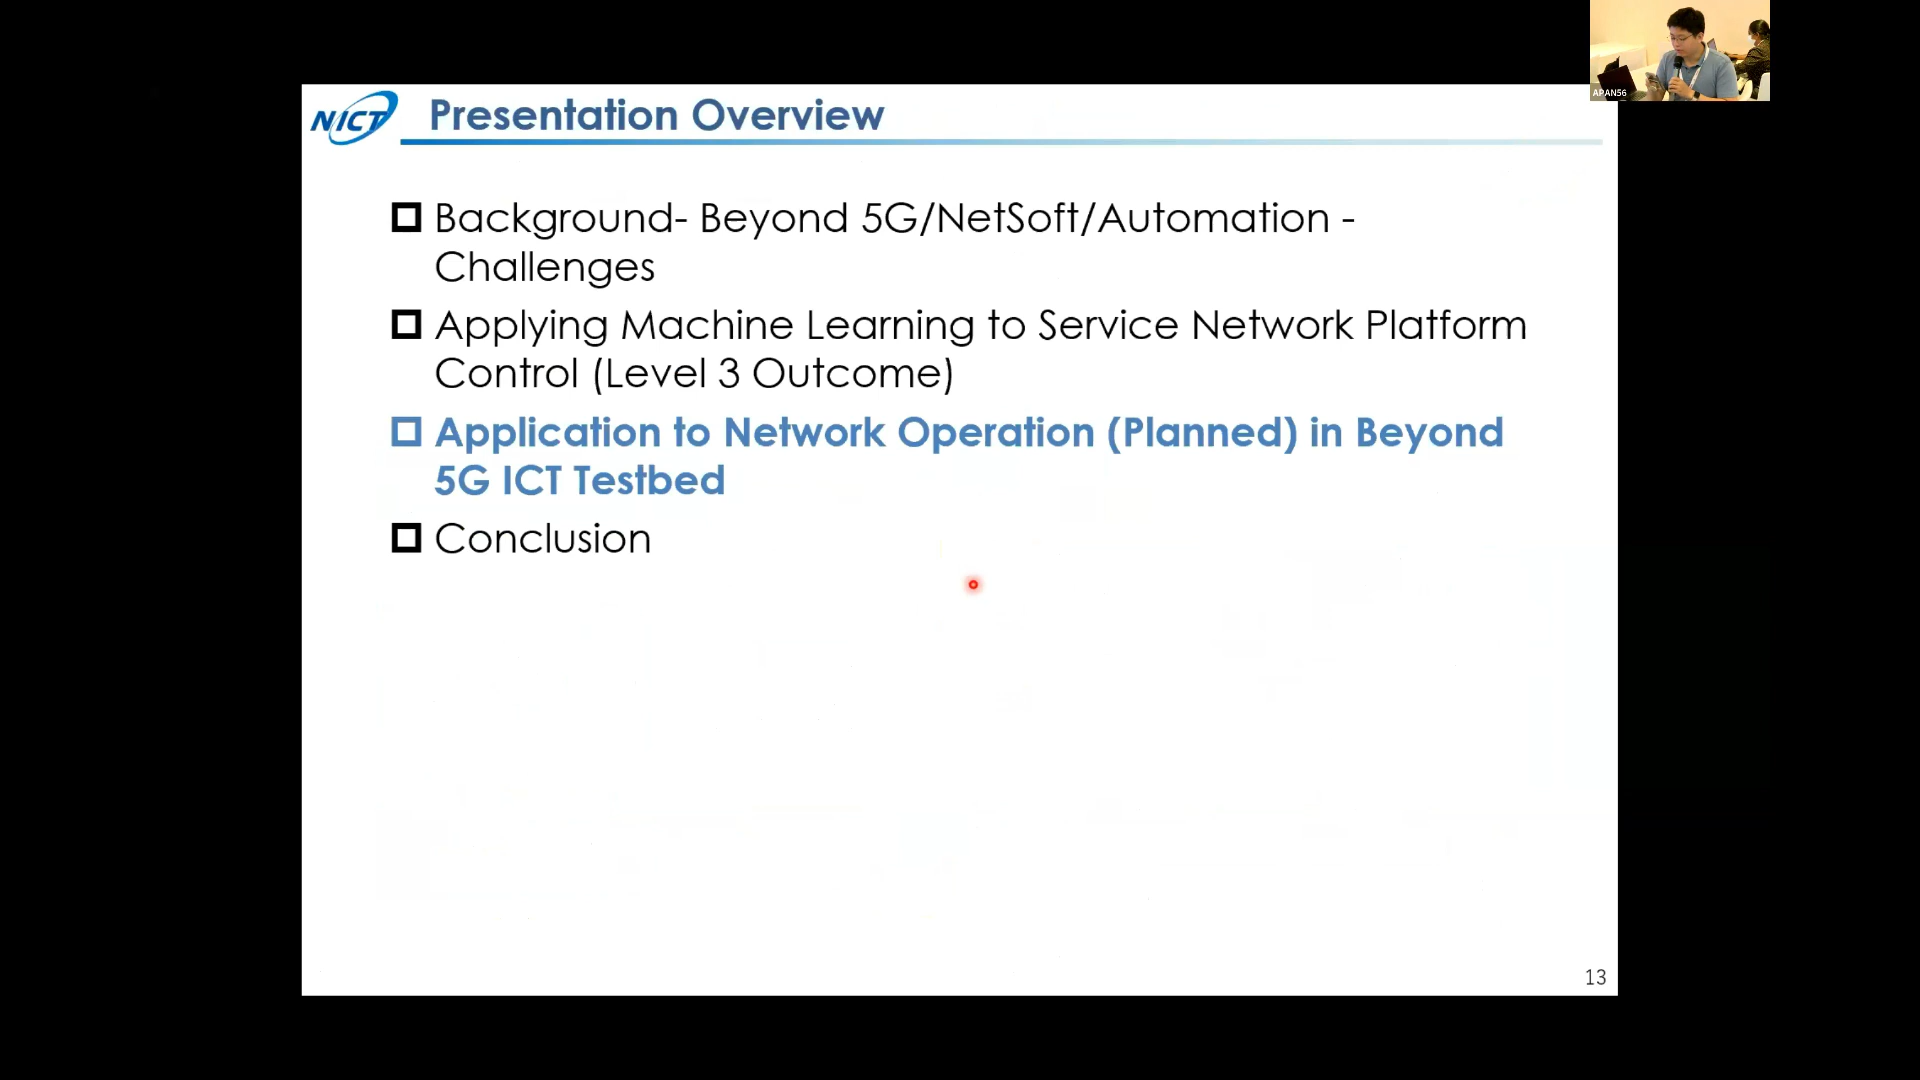 APAN56
NICT
Presentation Overview
Background- Beyond 5G/NetSoft/Automation -
Challenges
Applying Machine Learning to Service Network Platform
Control (Level 3 Outcome)
Application to Network Operation (Planned) in Beyond
5G ICT Testbed
Conclusion
13